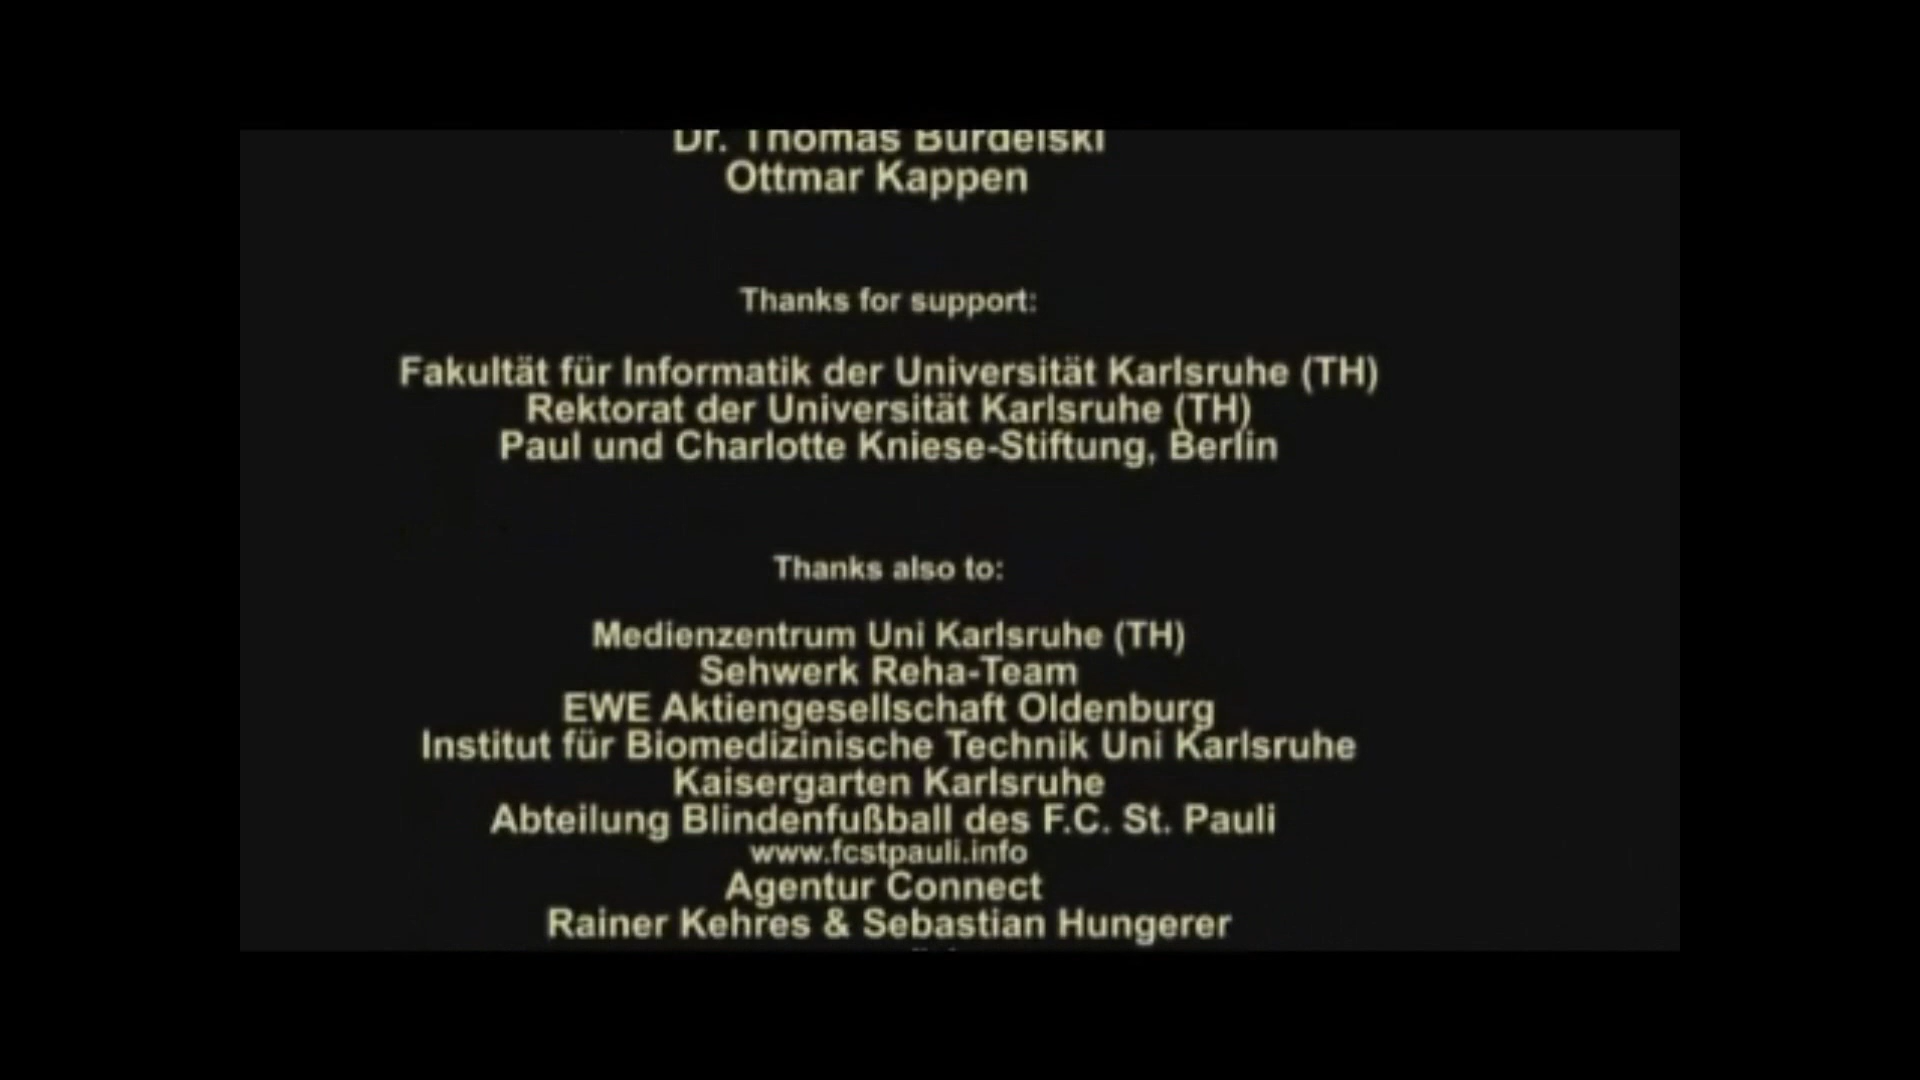 Dr. Thomas Burdelski
Ottmar Kappen
Thanks for support:
Fakultät für Informatik der Universität Karlsruhe (TH)
Rektorat der Universität Karlsruhe (TH)
Paul und Charlotte Kniese-Stiftung, Berlin
Thanks also to:
Medienzentrum Uni Karlsruhe (TH)
Sehwerk Reha-Team
EWE Aktiengesellschaft Oldenburg
Institut für Biomedizinische Technik Uni Karlsruhe
Kaisergarten Karlsruhe
Abteilung Blindenfußball des F.C. St. Pauli
www.fcstpauli.info
Agentur Connect
Rainer Kehres & Sebastian Hungerer